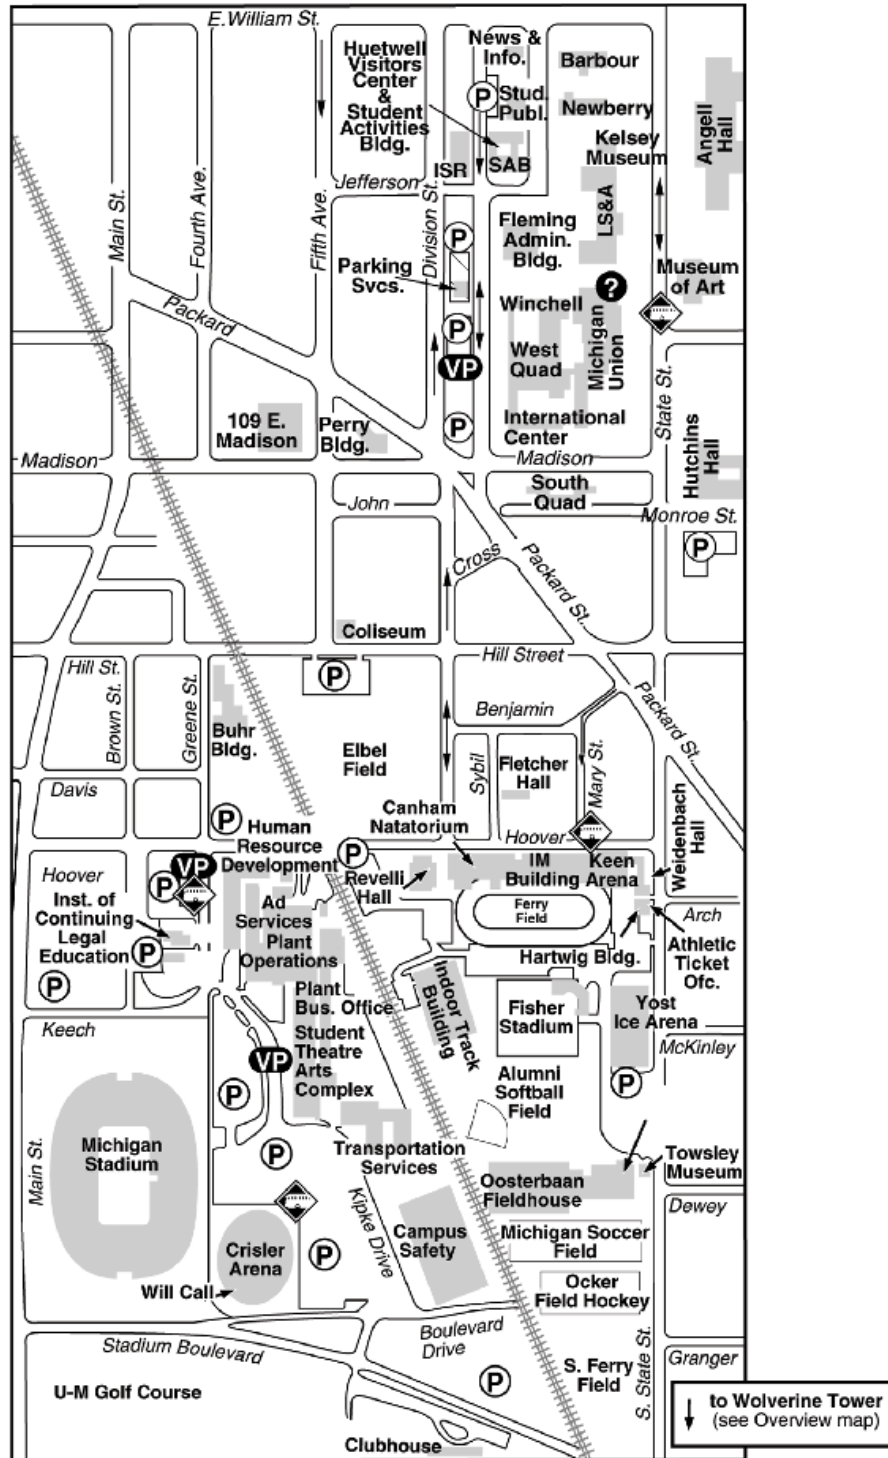 E. William St.
Huetwell
Visitors
Center
&
Student
Activities
Bldg.
News &
Info.
P
Stud.
Publ.
Barbour
Newberry
Kelsey
Museum
Angell
Hall
ISR
SAB
Jefferson
Main St.
Fourth Ave.
Fifth Ave.
Division St.
LS&A
Fleming
Admin.
Bldg.
P
Parking
Svcs.
Museum
of Art
?
Winchell
Packard
P
West
Quad
Michigan
Union
VP
State St.
109 E.
Madison
Perry
Bldg.
P
International
Center
Hutchins
Hall
Madison
Madison
South
Quad
John
Monroe St.
P
Cross
Packard St.
Coliseum
Hill Street
Hill St.
P
Brown St.
Greene St.
Benjamin
Packard St.
Buhr
Bldg.
Elbel
Field
Sybil
Fletcher
Hall
Mary St.
Davis
P
Canham
Natatorium
Hoover
Weidenbach
Hall
Human
Resource
Development
P
Hoover
VP
P
Revelli
Hall
IM
Building
Keen
Arena
Inst. of
Continuing
Legal
Education
P
Ad
Services
Plant
Operations
Ferry
Field
Arch
Hartwig Bldg.
Athletic
Ticket
Ofc.
P
Plant
Bus. Office
Indoor Track
Building
Fisher
Stadium
Yost
Ice Arena
Keech
Student
Theatre
Arts
Complex
VP
McKinley
P
P
Alumni
Softball
Field
Michigan
Stadium
Main St.
P
Transportation
Services
Towsley
Museum
Oosterbaan
Fieldhouse
Dewey
Kipke Drive
Campus
Safety
Michigan Soccer
Field
Crisler
Arena
P
Will Call
Ocker
Field Hockey
Stadium Boulevard
Boulevard
Drive
S. State St.
Granger
U-M Golf Course
P
S. Ferry
Field
Clubhouse
to Wolverine Tower
(see Overview map)